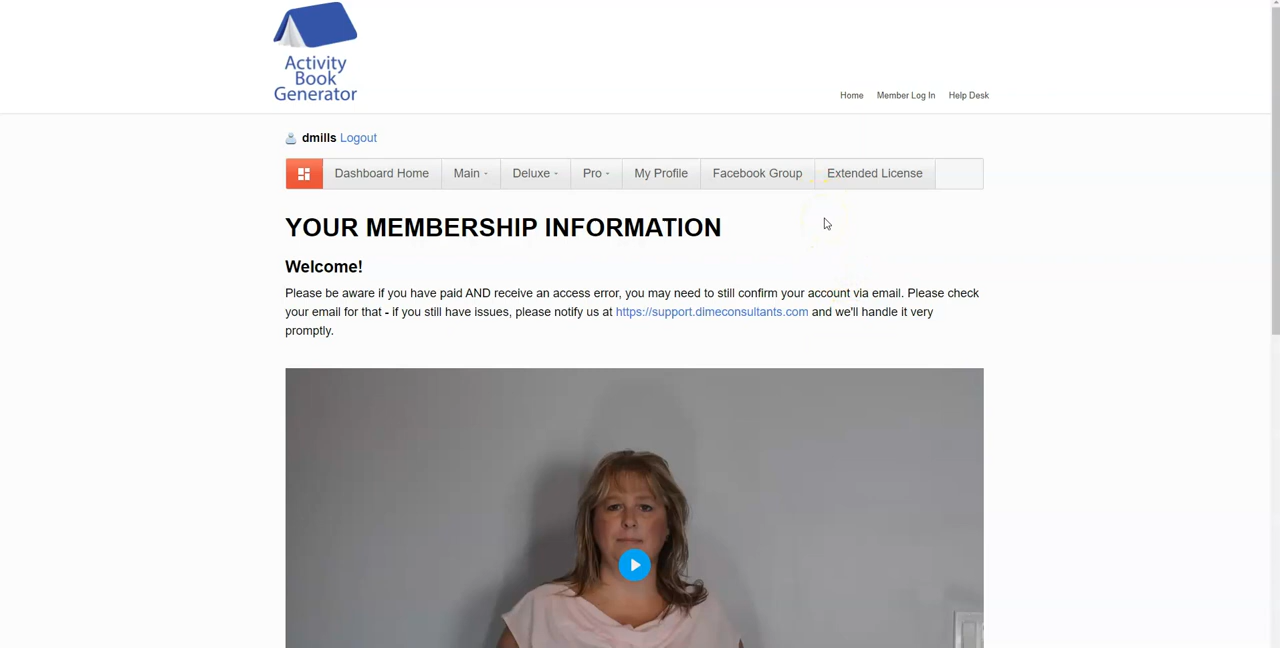 Activity
Book
Generator
Home Member Log In Help Desk
dmills Logout
Dashboard Home Main Deluxe Pro My Profile Facebook Group Extended License
YOUR MEMBERSHIP INFORMATION
Welcome!
Please be aware if you have paid AND receive an access error, you may need to still confirm your account via email. Please check
your email for that - if you still have issues, please notify us at https://support.dimeconsultants.com and we'll handle it very
promptly.